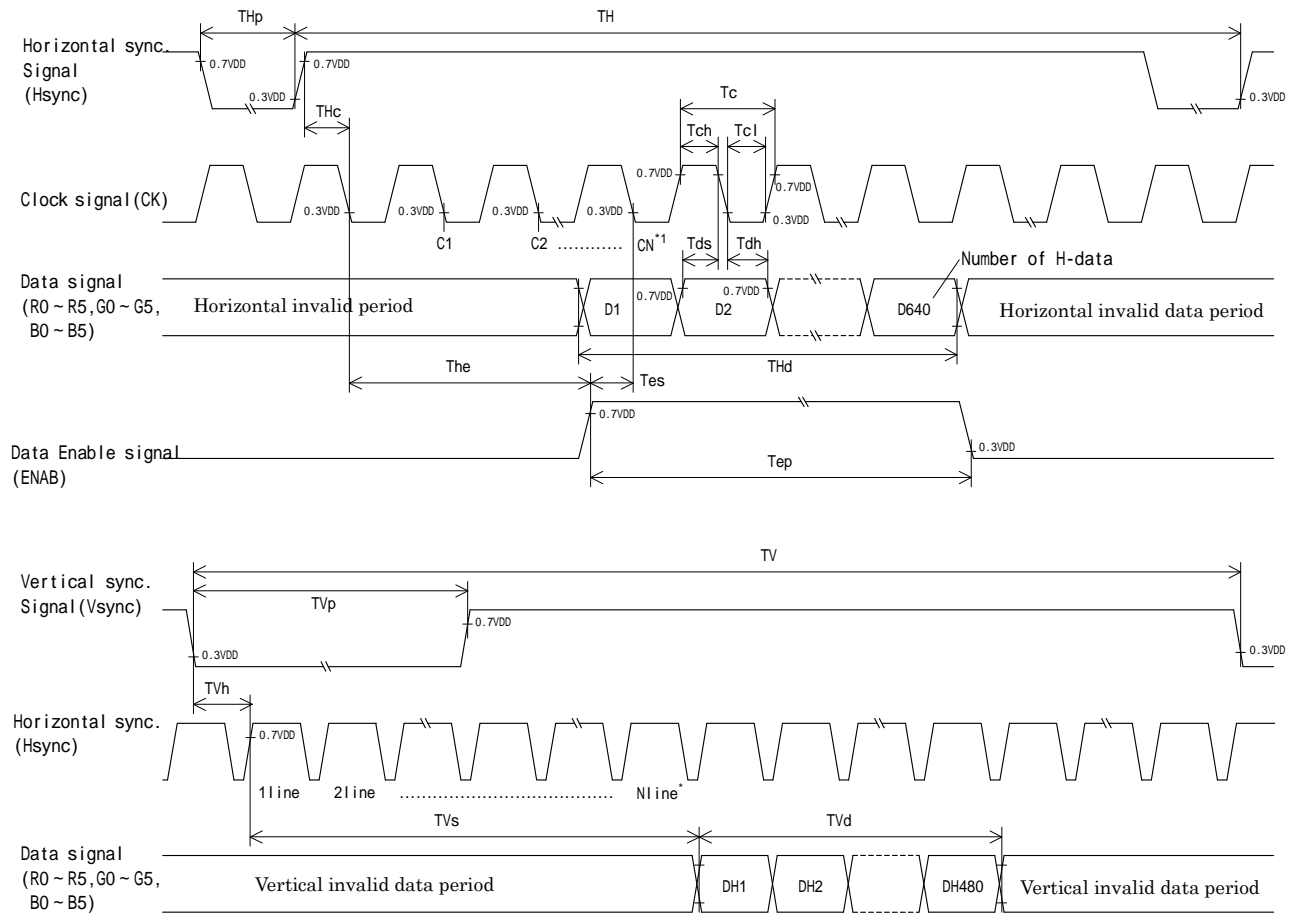 THp
TH
Horizontal sync.
Signal
(Hsync)
0.7VDD
0.7VDD
0.3VDD
0.3VDD
THc
Tc
Tch
Tcl
Clock signal(CK)
0.7VDD
0.7VDD
0.3VDD
0.3VDD
0.3VDD
0.3VDD
0.3VDD
C1
C2 ............ CN*1
Tds
Tdh
Number of H-data
Data signal
(R0~R5,G0~G5,
B0~B5)
Horizontal invalid period
0.7VDD
0.7VDD
D1
D2
D640
Horizontal invalid data period
THd
The
Tes
0.7VDD
Data Enable signal
(ENAB)
0.3VDD
Tep
TV
Vertical sync.
Signal(Vsync)
TVp
0.7VDD
0.3VDD
0.3VDD
TVh
Horizontal sync.
(Hsync)
0.7VDD
1line 2line ..................................... Nline*
TVs
TVd
Data signal
(R0~R5,G0~G5,
B0~B5)
Vertical invalid data period
DH1
DH2
DH480
Vertical invalid data period